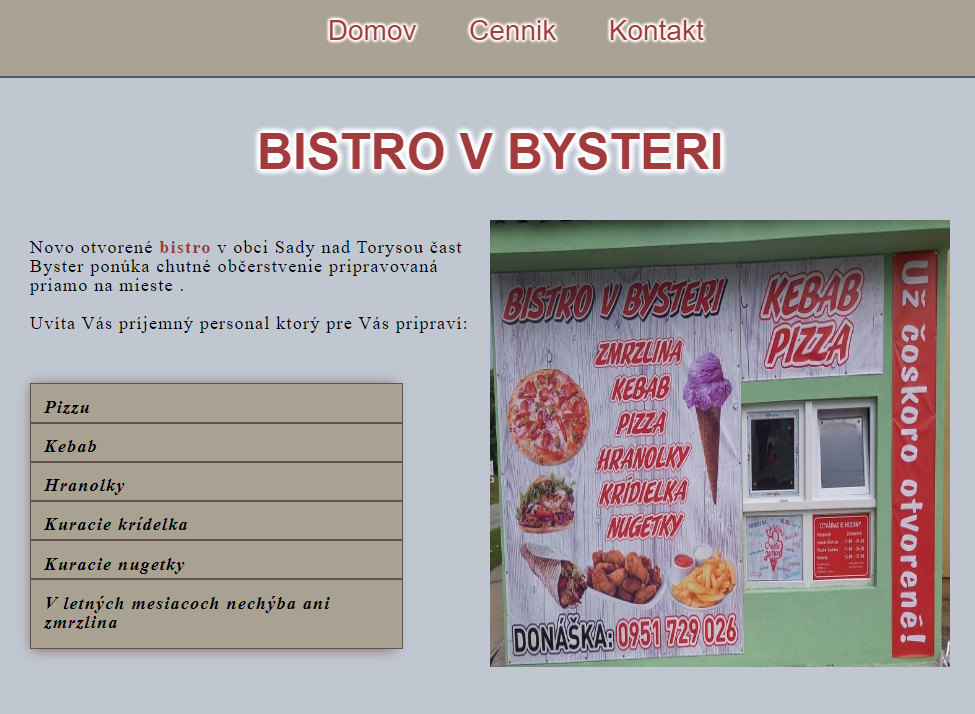 Domov Cennik Kontakt
BISTRO V BYSTERI
Novo otvorené bistro v obci Sady nad Torysou čast
Byster ponúka chutné občerstvenie pripravovaná
priamo na mieste .
Uvíta Vás príjemný personal ktorý pre Vás pripraví:
Pizzu
Kebab
Hranolky
Kuracie krídelka
Kuracie nugetky
V letných mesiacoch nechýba ani
zmrzlina
BISTRO V BYSTERI
ZMRZLINA
KEBAB
PIZZA
HRANOLKY
KRÍDIELKA
NUGETKY
DONÁŠKA: 0951 729 026
KEBAB
PIZZA
OTVÁRACIE HODINY
Už čoskoro otvorené!